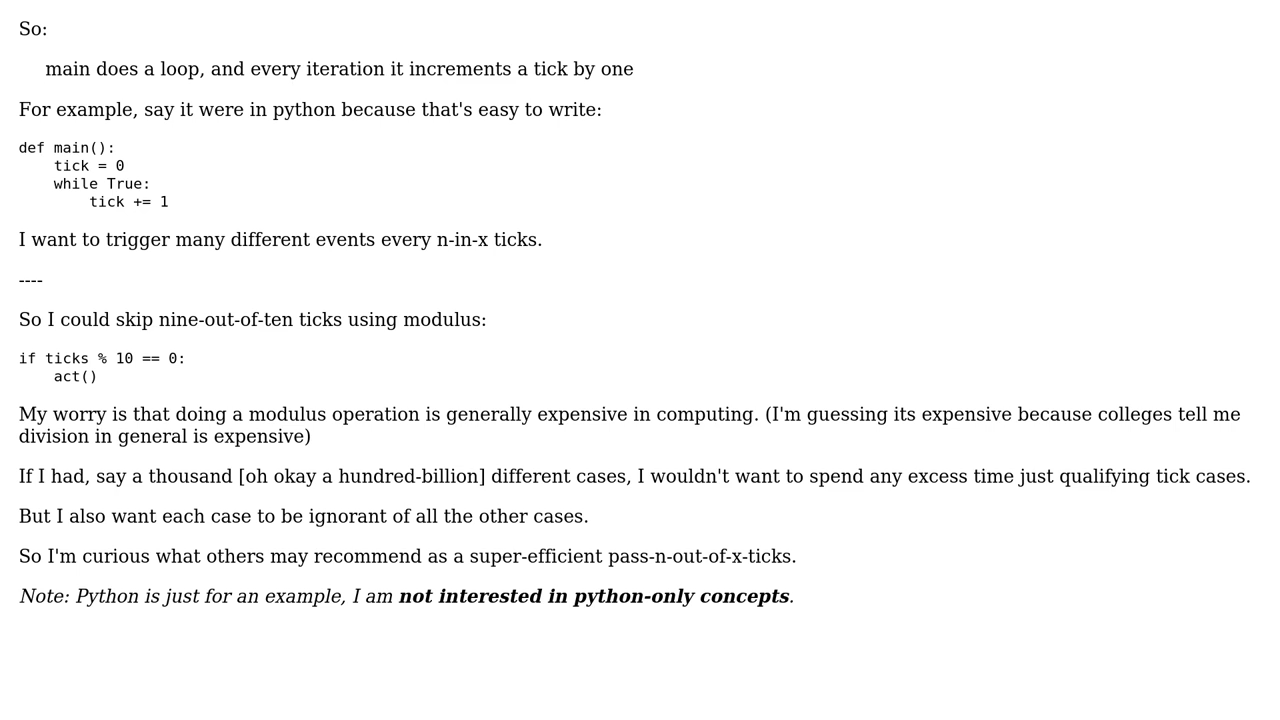 So:
main does a loop, and every iteration it increments a tick by one
For example, say it were in python because that's easy to write:
def main():
    tick = 0
    while True:
        tick += 1
I want to trigger many different events every n-in-x ticks.
----
So I could skip nine-out-of-ten ticks using modulus:
if ticks % 10 == 0:
    act()
My worry is that doing a modulus operation is generally expensive in computing. (I'm guessing its expensive because colleges tell me
division in general is expensive)
If I had, say a thousand [oh okay a hundred-billion] different cases, I wouldn't want to spend any excess time just qualifying tick cases.
But I also want each case to be ignorant of all the other cases.
So I'm curious what others may recommend as a super-efficient pass-n-out-of-x-ticks.
Note: Python is just for an example, I am not interested in python-only concepts.